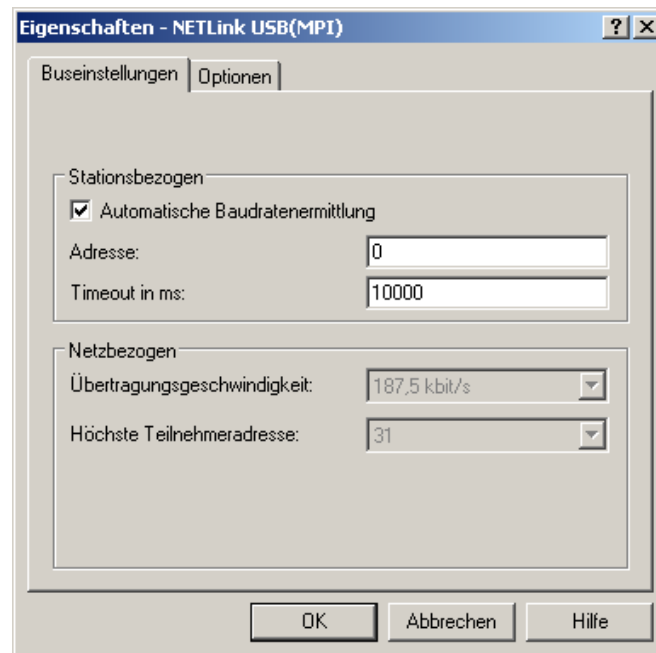 Eigenschaften - NETLink USB(MPI)
Buseinstellungen
Optionen
Stationsbezogen
Automatische Baudratenermittlung
Adresse: 0
Timeout in ms: 10000
Netzbezogen
Übertragungsgeschwindigkeit: 187,5 kbit/s
Höchste Teilnehmeradresse: 31
OK
Abbrechen
Hilfe